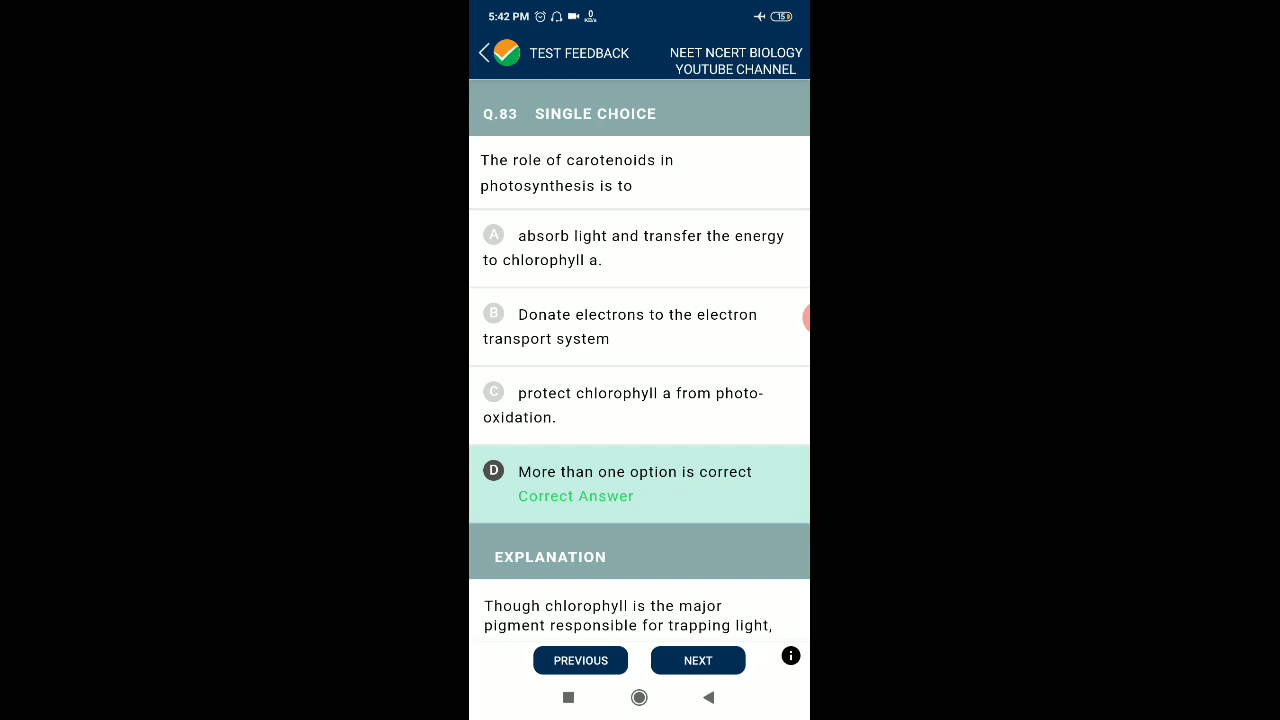 5:42 PM 0 KB/s 15
TEST FEEDBACK
NEET NCERT BIOLOGY
YOUTUBE CHANNEL
Q.83 SINGLE CHOICE
The role of carotenoids in
photosynthesis is to
A absorb light and transfer the energy
to chlorophyll a.
B Donate electrons to the electron
transport system
C protect chlorophyll a from photo-
oxidation.
D More than one option is correct
Correct Answer
EXPLANATION
Though chlorophyll is the major
pigment responsible for trapping light,
PREVIOUS NEXT